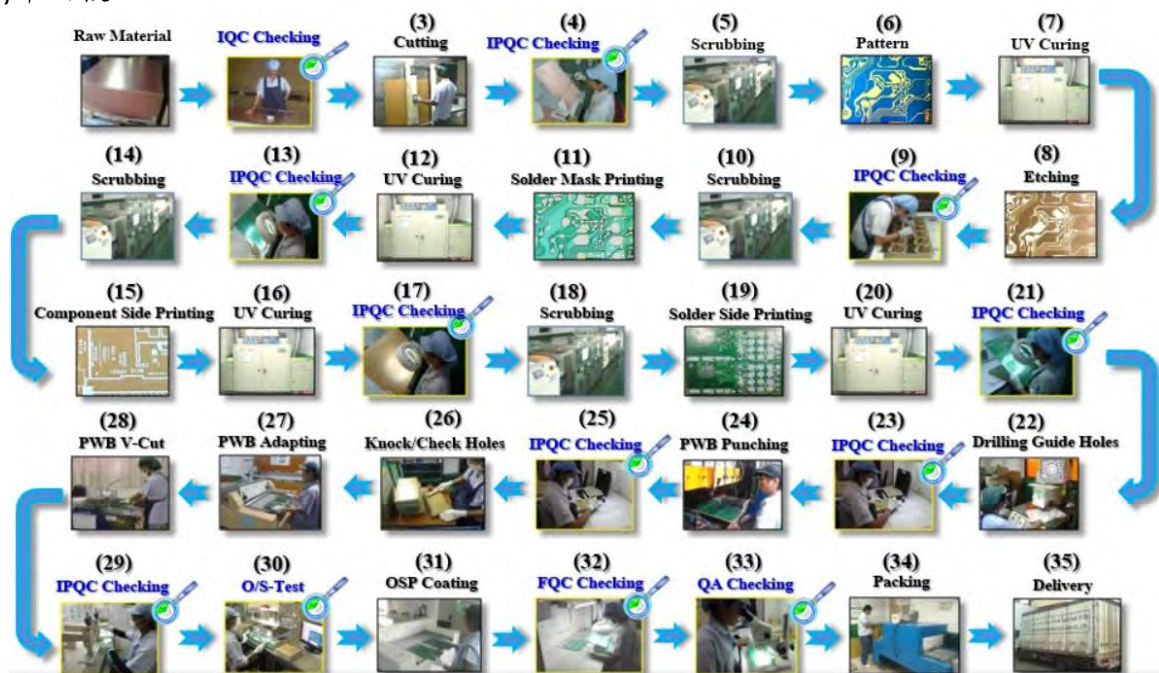 Raw Material
IQC Checking
(3)
Cutting
(4)
IPQC Checking
(5)
Scrubbing
(6)
Pattern
(7)
UV Curing
(14)
Scrubbing
(13)
IPQC Checking
(12)
UV Curing
(11)
Solder Mask Printing
(10)
Scrubbing
(9)
IPQC Checking
(8)
Etching
(15)
Component Side Printing
(16)
UV Curing
(17)
IPQC Checking
(18)
Scrubbing
(19)
Solder Side Printing
(20)
UV Curing
(21)
IPQC Checking
(28)
PWB V-Cut
(27)
PWB Adapting
(26)
Knock/Check Holes
(25)
IPQC Checking
(24)
PWB Punching
(23)
IPQC Checking
(22)
Drilling Guide Holes
(29)
IPQC Checking
(30)
O/S-Test
(31)
OSP Coating
(32)
FQC Checking
(33)
QA Checking
(34)
Packing
(35)
Delivery